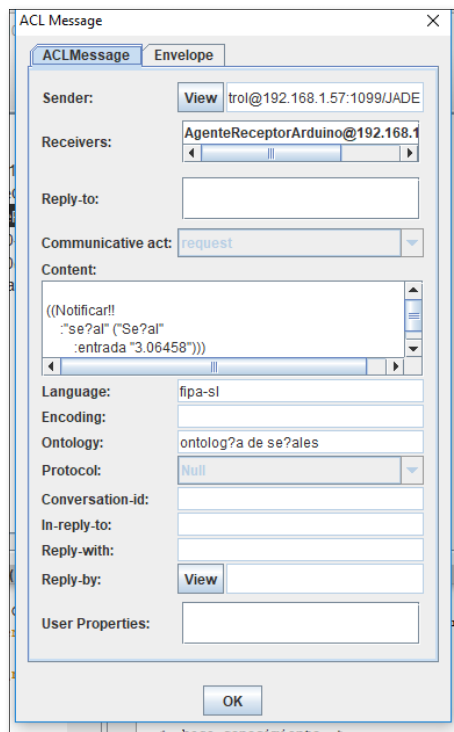 ACL Message
ACLMessage Envelope
Sender: View trol@192.168.1.57:1099/JADE
Receivers: AgenteReceptorArduino@192.168.1
Reply-to:
Communicative act: request
Content:
((Notificar!!
:"se?al" ("Se?al"
:entrada "3.06458")))
Language: fipa-sl
Encoding:
Ontology: ontolog?a de se?ales
Protocol: Null
Conversation-id:
In-reply-to:
Reply-with:
Reply-by: View
User Properties:
OK